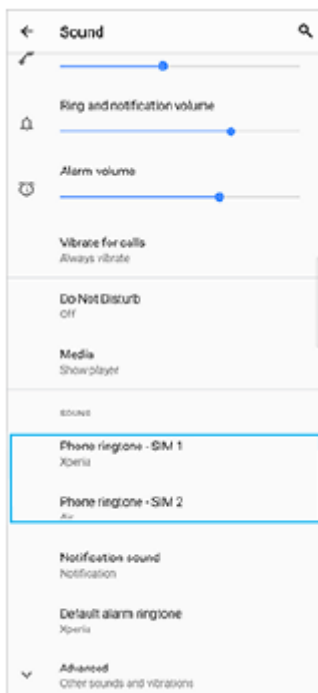 Sound
Ring and notification volume
Alarm volume
Vibrate for calls
Always vibrate
Do Not Disturb
Off
Media
Show player
SOUND
Phone ringtone - SIM 1
Xperia
Phone ringtone - SIM 2
Notification sound
Notification
Default alarm ringtone
Xperia
Advanced
Other sounds and vibrations